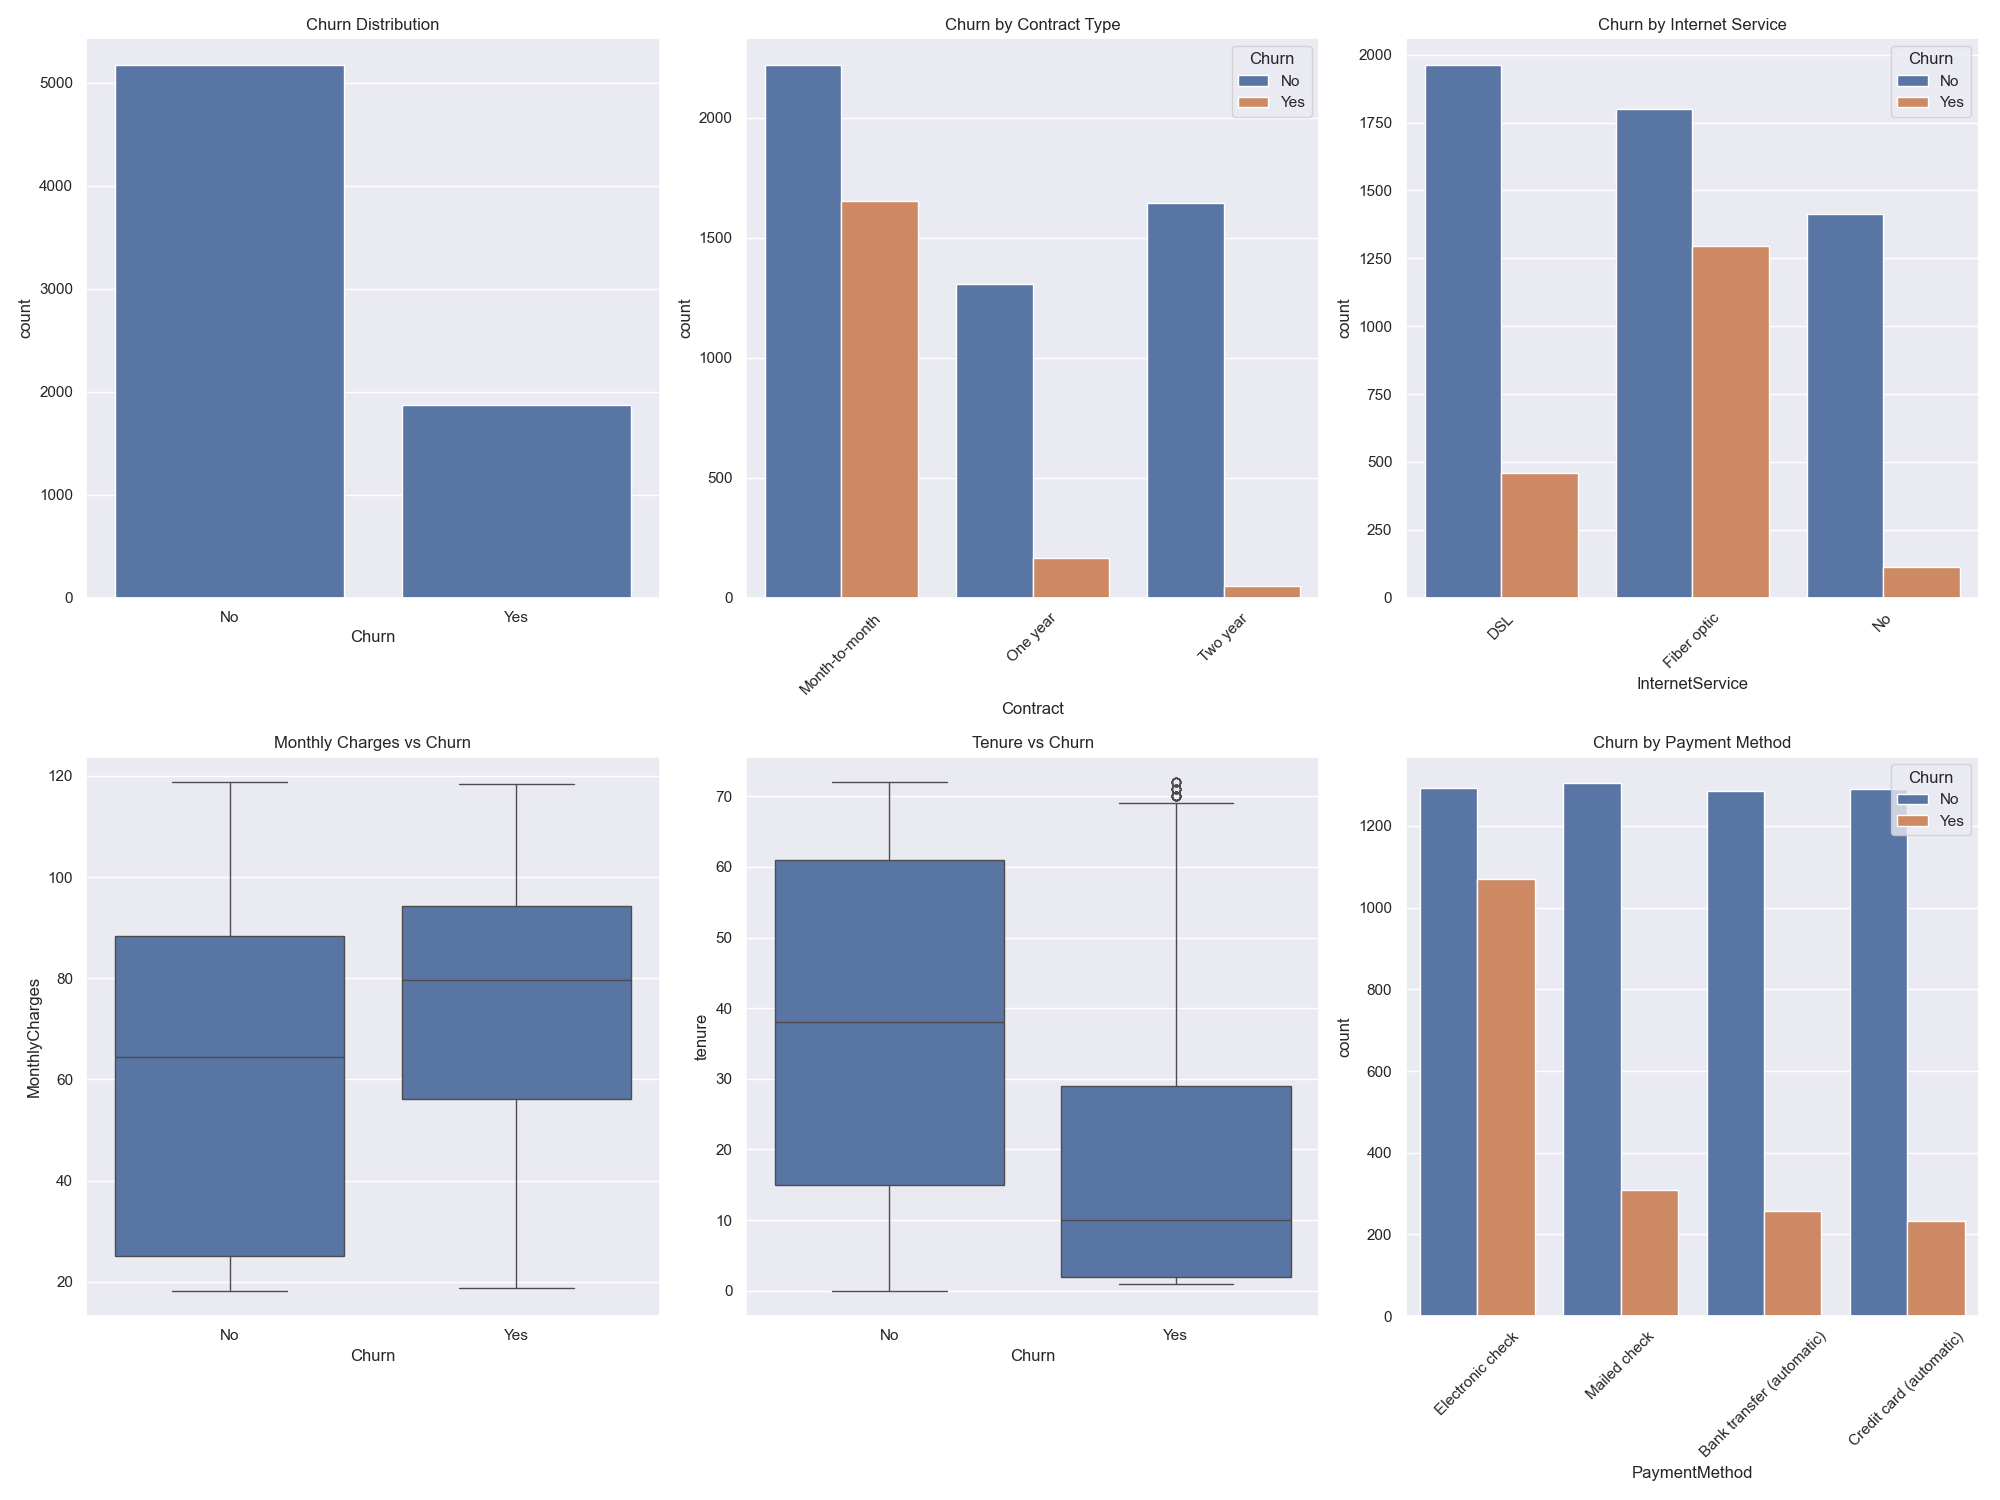 Churn Distribution
5000
4000
3000
2000
1000
0
count
No
Yes
Churn
Churn by Contract Type
Churn
No
Yes
2000
1500
1000
500
0
count
Month-to-month
One year
Two year
Contract
Churn by Internet Service
Churn
No
Yes
2000
1750
1500
1250
1000
750
500
250
0
count
DSL
Fiber optic
No
InternetService
Monthly Charges vs Churn
120
100
80
60
40
20
MonthlyCharges
No
Yes
Churn
Tenure vs Churn
70
60
50
40
30
20
10
0
tenure
No
Yes
Churn
Churn by Payment Method
Churn
No
Yes
1200
1000
800
600
400
200
0
count
Electronic check
Mailed check
Bank transfer (automatic)
Credit card (automatic)
PaymentMethod